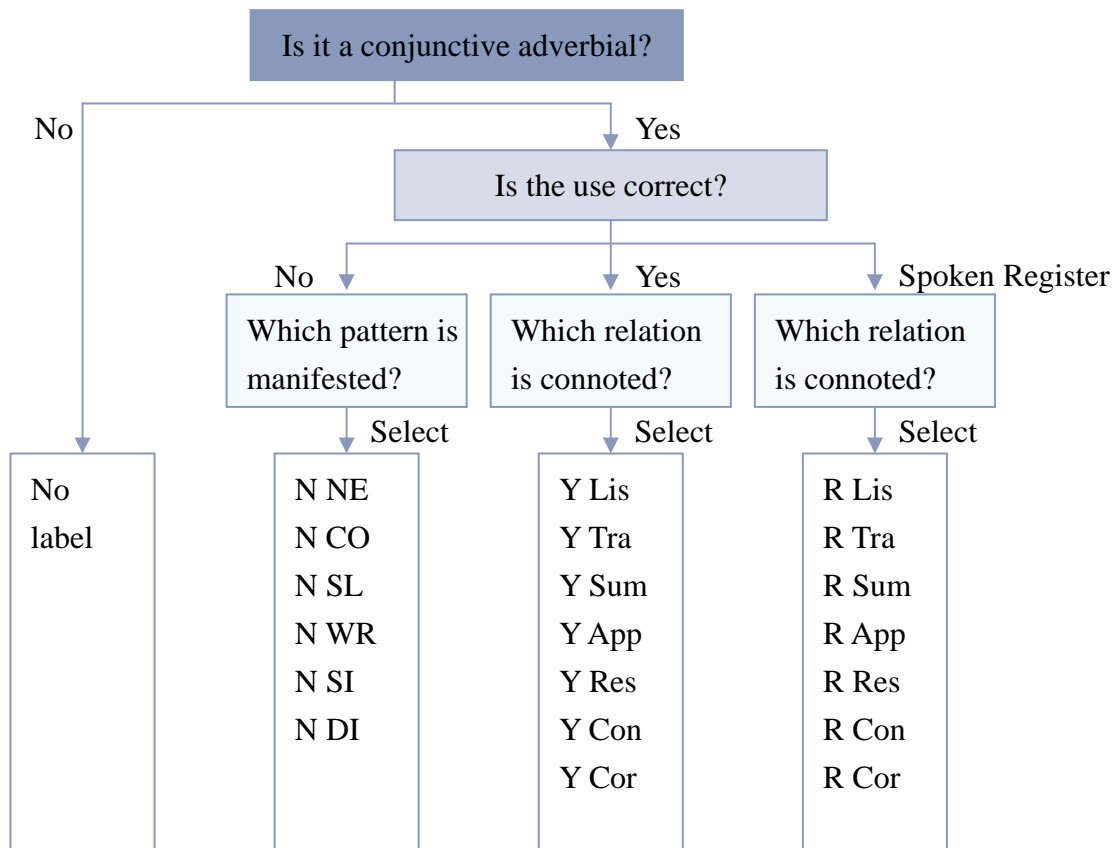 Is it a conjunctive adverbial?
No
Yes
Is the use correct?
No
Yes
Spoken Register
Which pattern is
manifested?
Which relation
is connoted?
Which relation
is connoted?
Select
Select
Select
No
label
N NE
N CO
N SL
N WR
N SI
N DI
Y Lis
Y Tra
Y Sum
Y App
Y Res
Y Con
Y Cor
R Lis
R Tra
R Sum
R App
R Res
R Con
R Cor